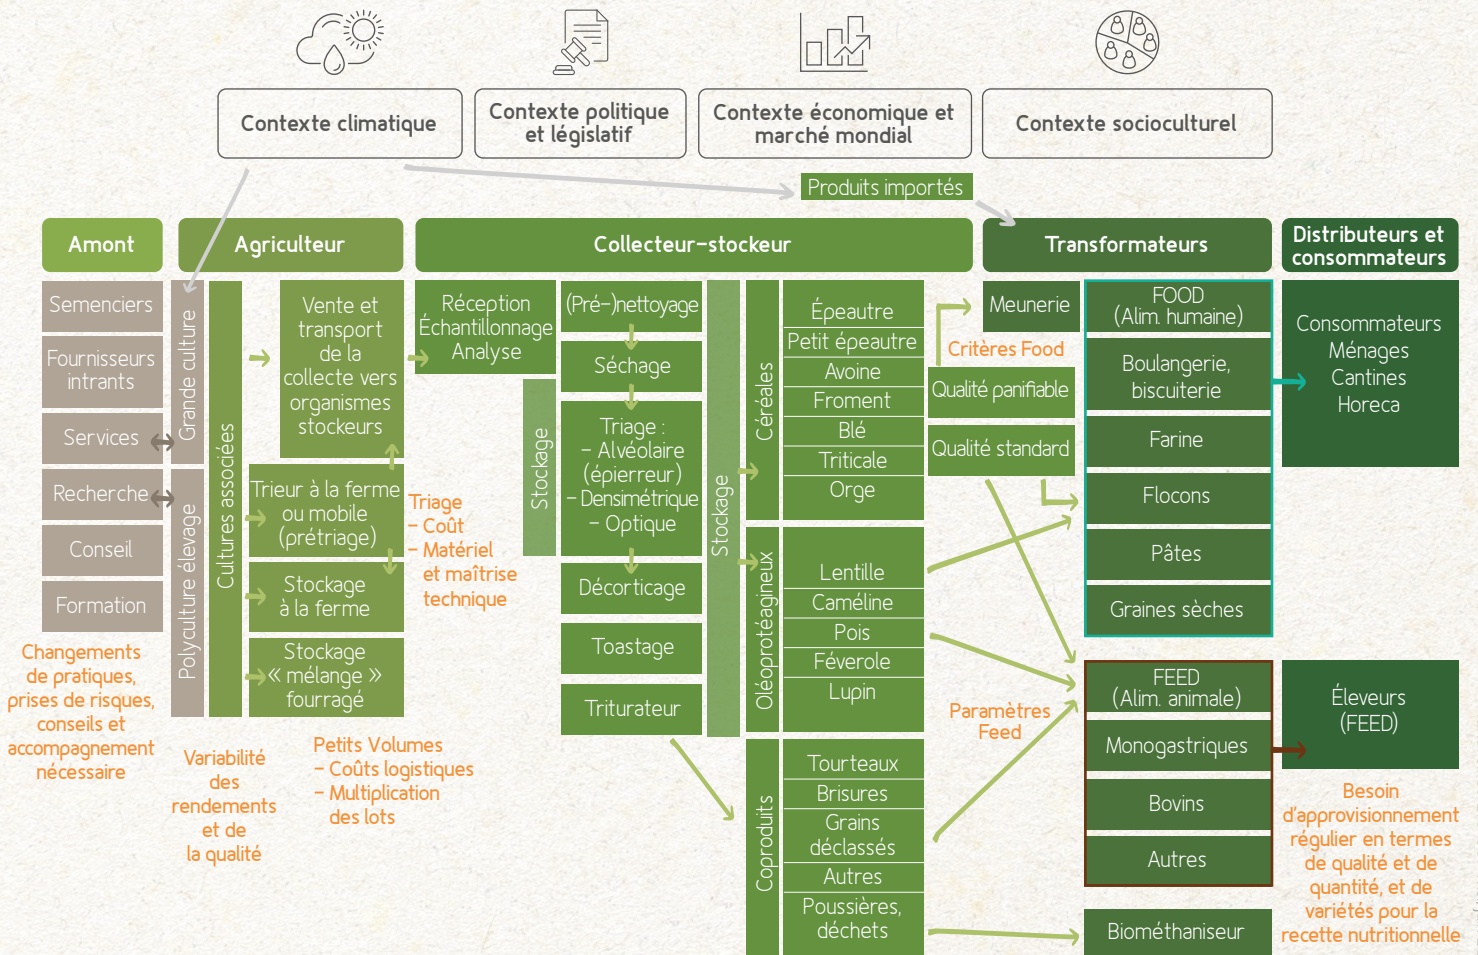 Contexte climatique
Contexte politique
et législatif
Contexte économique et
marché mondial
Contexte socioculturel
Produits importés
Amont
Agriculteur
Collecteur-stockeur
Transformateurs
Distributeurs et
consommateurs
Semenciers
Fournisseurs
intrants
Services
Recherche
Conseil
Formation
Changements
de pratiques,
prises de risques,
conseils et
accompagnement
nécessaire
Grande culture
Polyculture élevage
Cultures associées
Vente et
transport
de la
collecte vers
organismes
stockeurs
Trieur à la ferme
ou mobile
(prétriage)
Stockage
à la ferme
Stockage
« mélange »
fourragé
Variabilité
des
rendements
et de
la qualité
Petits Volumes
- Coûts logistiques
- Multiplication
des lots
Triage
- Coût
- Matériel
et maîtrise
technique
Réception
Échantillonnage
Analyse
Stockage
(Pré-)nettoyage
Séchage
Triage :
- Alvéolaire
(épierreur)
- Densimétrique
- Optique
Décorticage
Toastage
Triturateur
Stockage
Céréales
Épeautre
Petit épeautre
Avoine
Froment
Blé
Triticale
Orge
Oléoprotéagineux
Lentille
Caméline
Pois
Féverole
Lupin
Coproduits
Tourteaux
Brisures
Grains
déclassés
Autres
Poussières,
déchets
Meunerie
Critères Food
Qualité panifiable
Qualité standard
Paramètres
Feed
FOOD
(Alim. humaine)
Boulangerie,
biscuiterie
Farine
Flocons
Pâtes
Graines sèches
FEED
(Alim. animale)
Monogastriques
Bovins
Autres
Biométhaniseur
Consommateurs
Ménages
Cantines
Horeca
Éleveurs
(FEED)
Besoin
d'approvisionnement
régulier en termes
de qualité et de
quantité, et de
variétés pour la
recette nutritionnelle